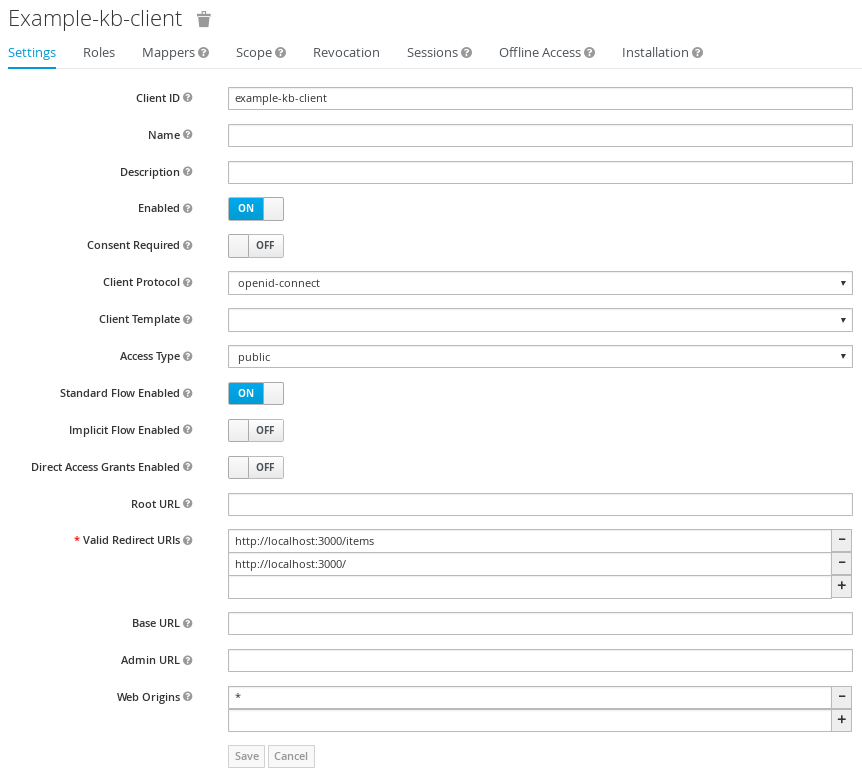 Example-kb-client
Settings Roles Mappers Scope Revocation Sessions Offline Access Installation
Client ID example-kb-client
Name
Description
Enabled ON
Consent Required OFF
Client Protocol openid-connect
Client Template
Access Type public
Standard Flow Enabled ON
Implicit Flow Enabled OFF
Direct Access Grants Enabled OFF
Root URL
* Valid Redirect URIs http://localhost:3000/items −
http://localhost:3000/ −
+
Base URL
Admin URL
Web Origins * −
+
Save Cancel